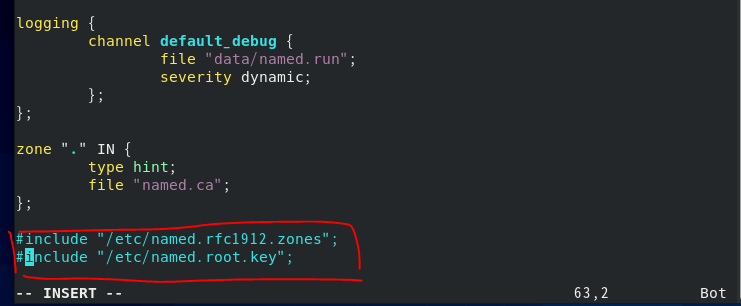 logging {
channel default_debug {
file "data/named.run";
severity dynamic;
};
};
zone "." IN {
type hint;
file "named.ca";
};
#include "/etc/named.rfc1912.zones";
#include "/etc/named.root.key";
-- INSERT -- 63,2 Bot